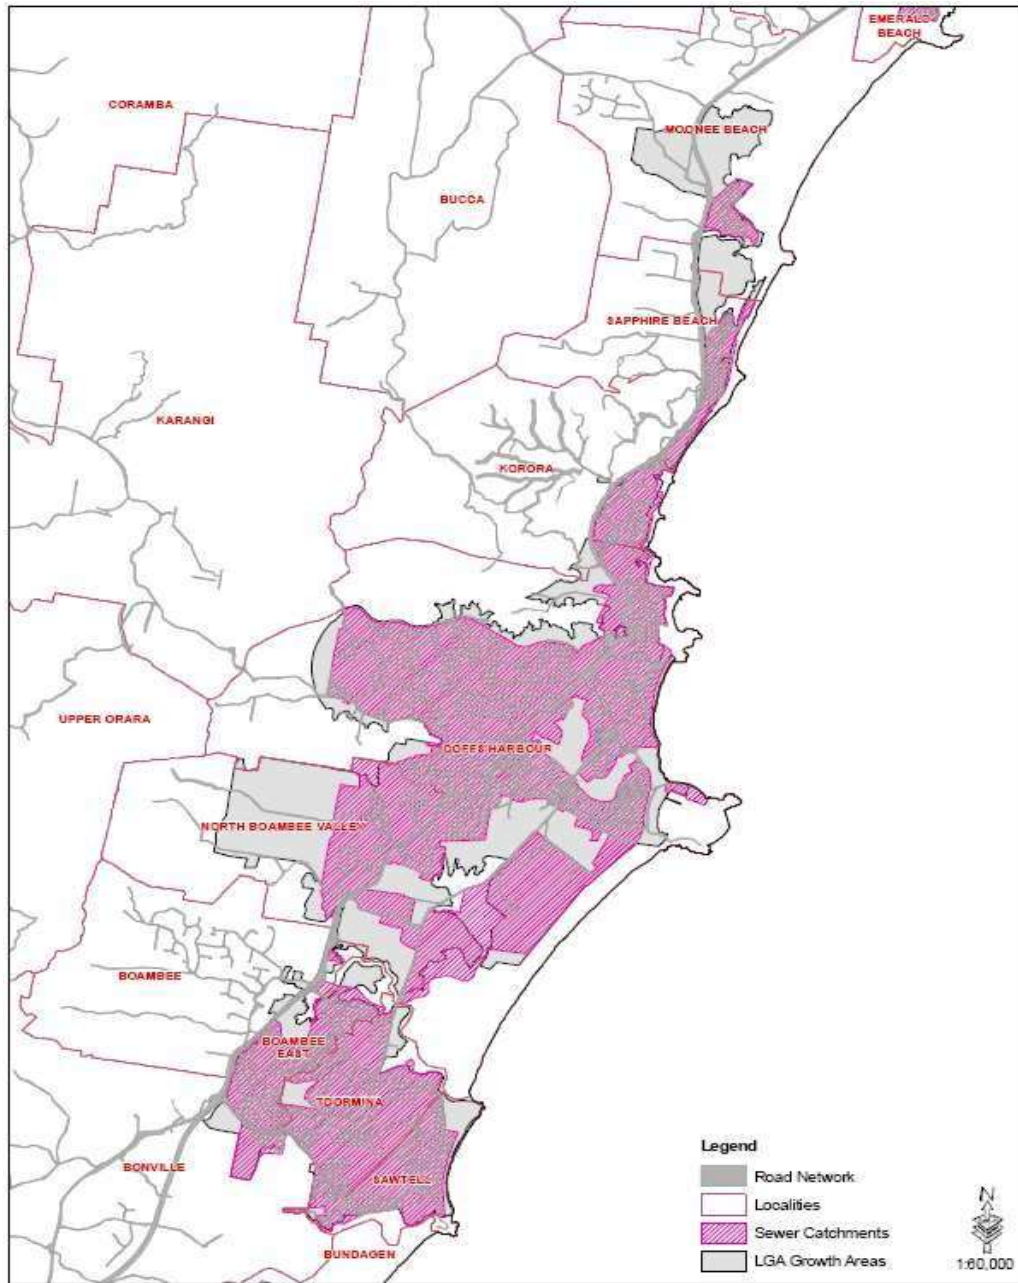 EMERALD
BEACH
CORAMBA
MOONEE BEACH
BUCCA
SAPPHIRE BEACH
KARANGI
KORORA
UPPER ORARA
COFFS HARBOUR
NORTH BOAMBEE VALLEY
BOAMBEE
BOAMBEE
EAST
TOORMINA
BONVILLE
SAWTELL
BUNDAGEN
Legend
Road Network
Localities
Sewer Catchments
LGA Growth Areas
N
1:60,000